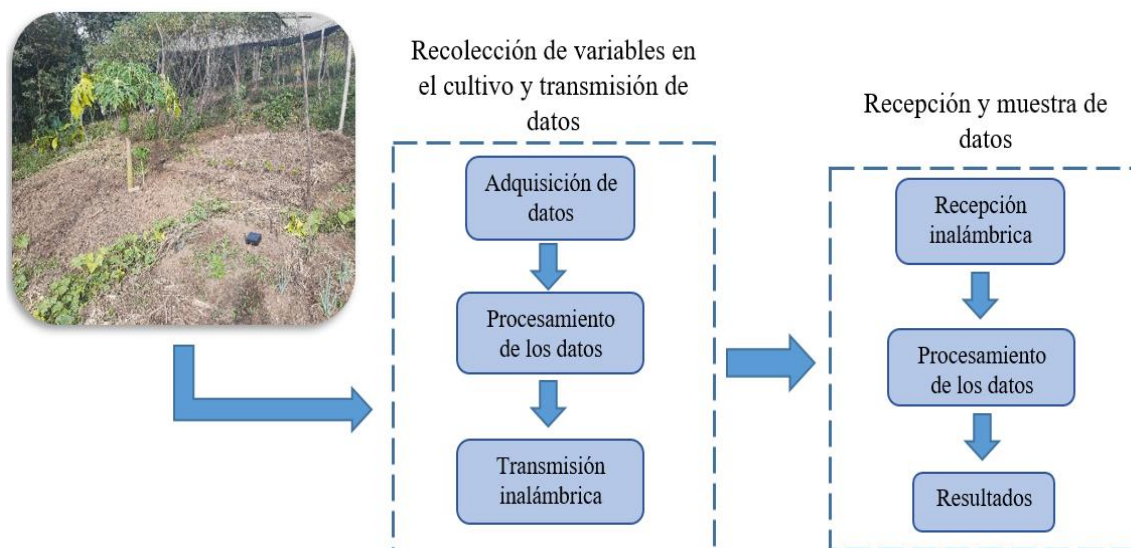 Recolección de variables en
el cultivo y transmisión de
datos
Adquisición de
datos
Procesamiento
de los datos
Transmisión
inalámbrica
Recepción y muestra de
datos
Recepción
inalámbrica
Procesamiento
de los datos
Resultados